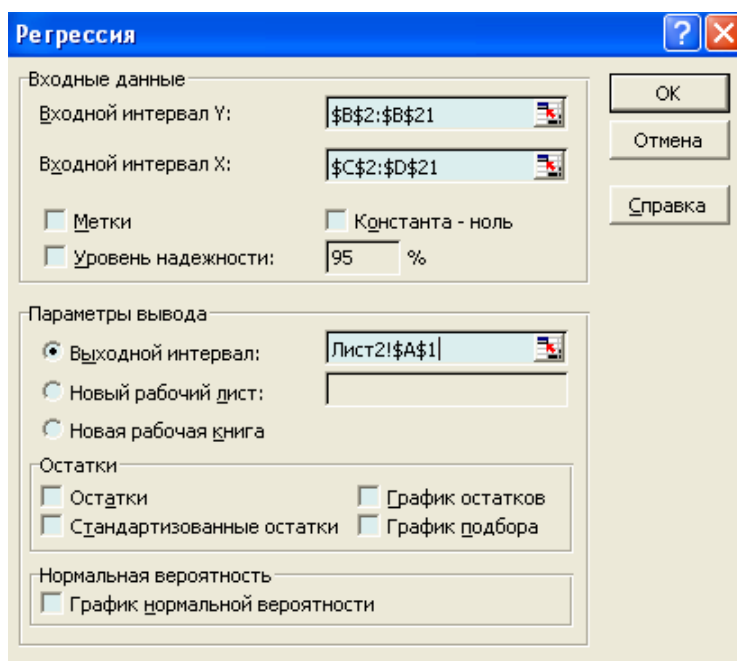 Регрессия
Входные данные
Входной интервал Y: $B$2:$B$21
Входной интервал X: $C$2:$D$21
Метки Константа - ноль
Уровень надежности: 95 %
ОК
Отмена
Справка
Параметры вывода
Выходной интервал: Лист2!$A$1
Новый рабочий лист:
Новая рабочая книга
Остатки
Остатки График остатков
Стандартизованные остатки График подбора
Нормальная вероятность
График нормальной вероятности